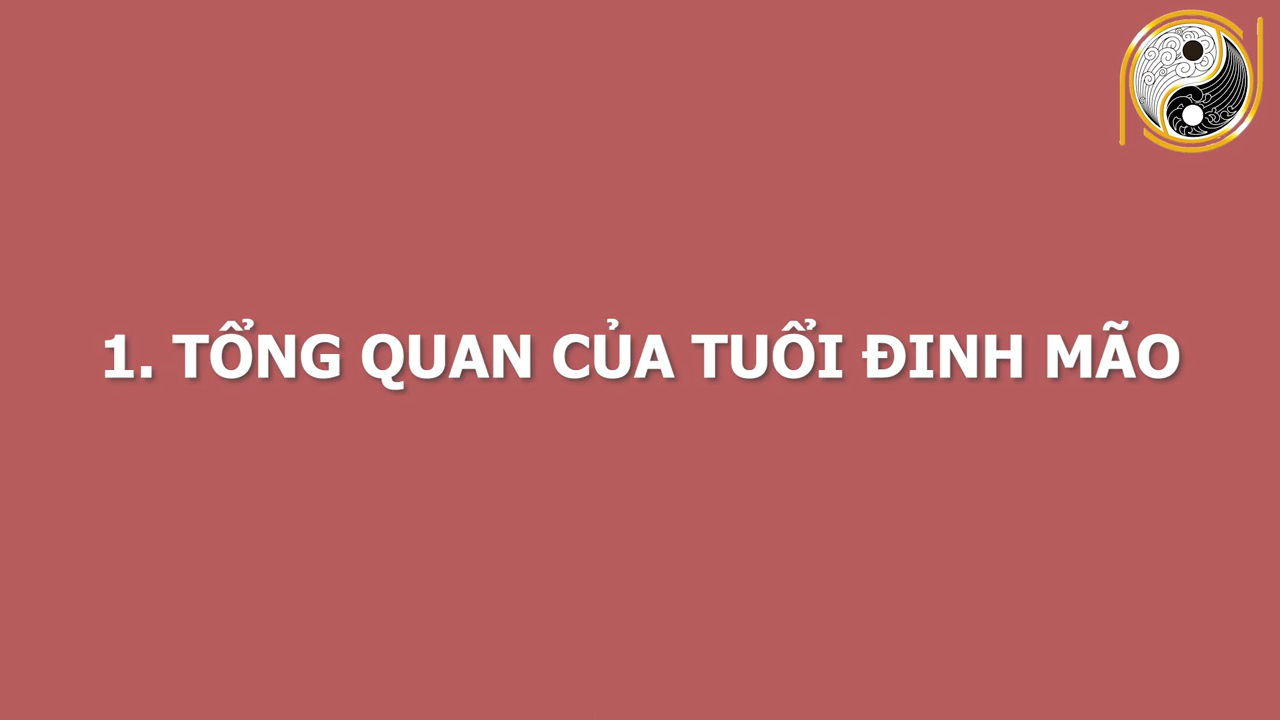 1. TỔNG QUAN CỦA TUỔI ĐINH MÃO